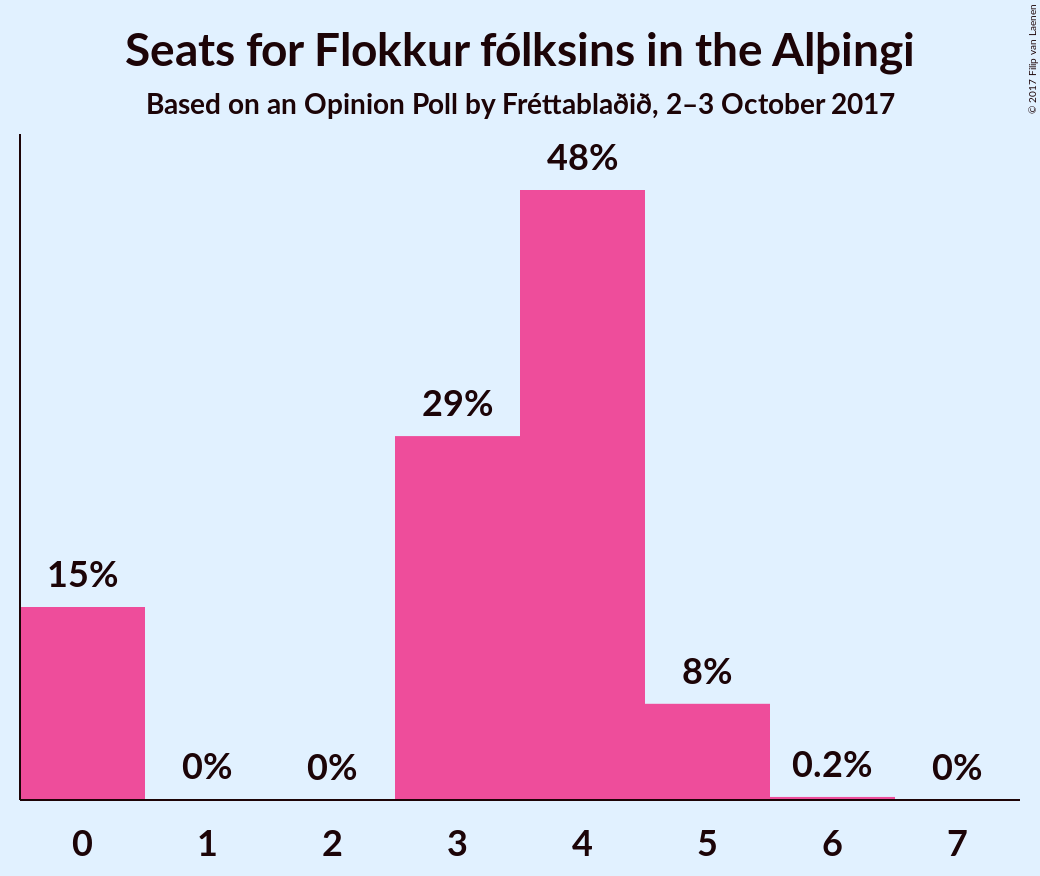 Seats for Flokkur fólksins in the Alþingi
Based on an Opinion Poll by Fréttablaðið, 2–3 October 2017
© 2017 Filip van Laenen
48%
29%
15%
8%
0%
0%
0.2%
0%
0 1 2 3 4 5 6 7